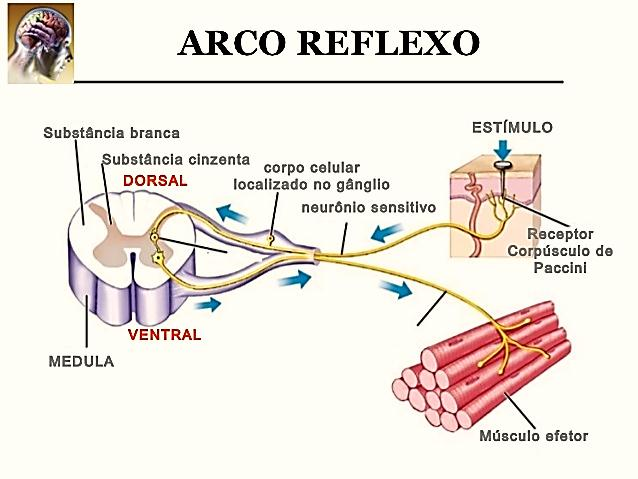 ARCO REFLEXO
Substância branca
Substância cinzenta
DORSAL
corpo celular
localizado no gânglio
neurônio sensitivo
ESTÍMULO
Receptor
Corpúsculo de
Paccini
VENTRAL
MEDULA
Músculo efetor